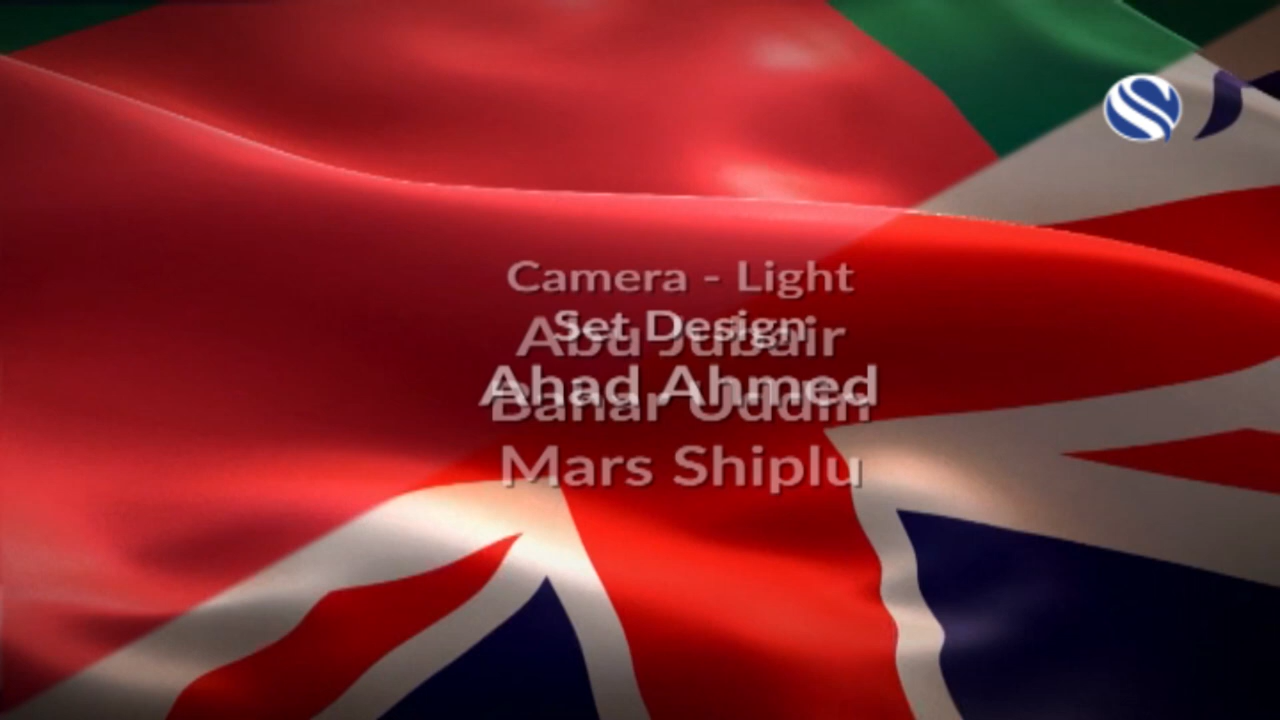 Camera - Light
Set Design
Abu Jubair
Ahad Ahmed
Bahar Uddin
Mars Shiplu